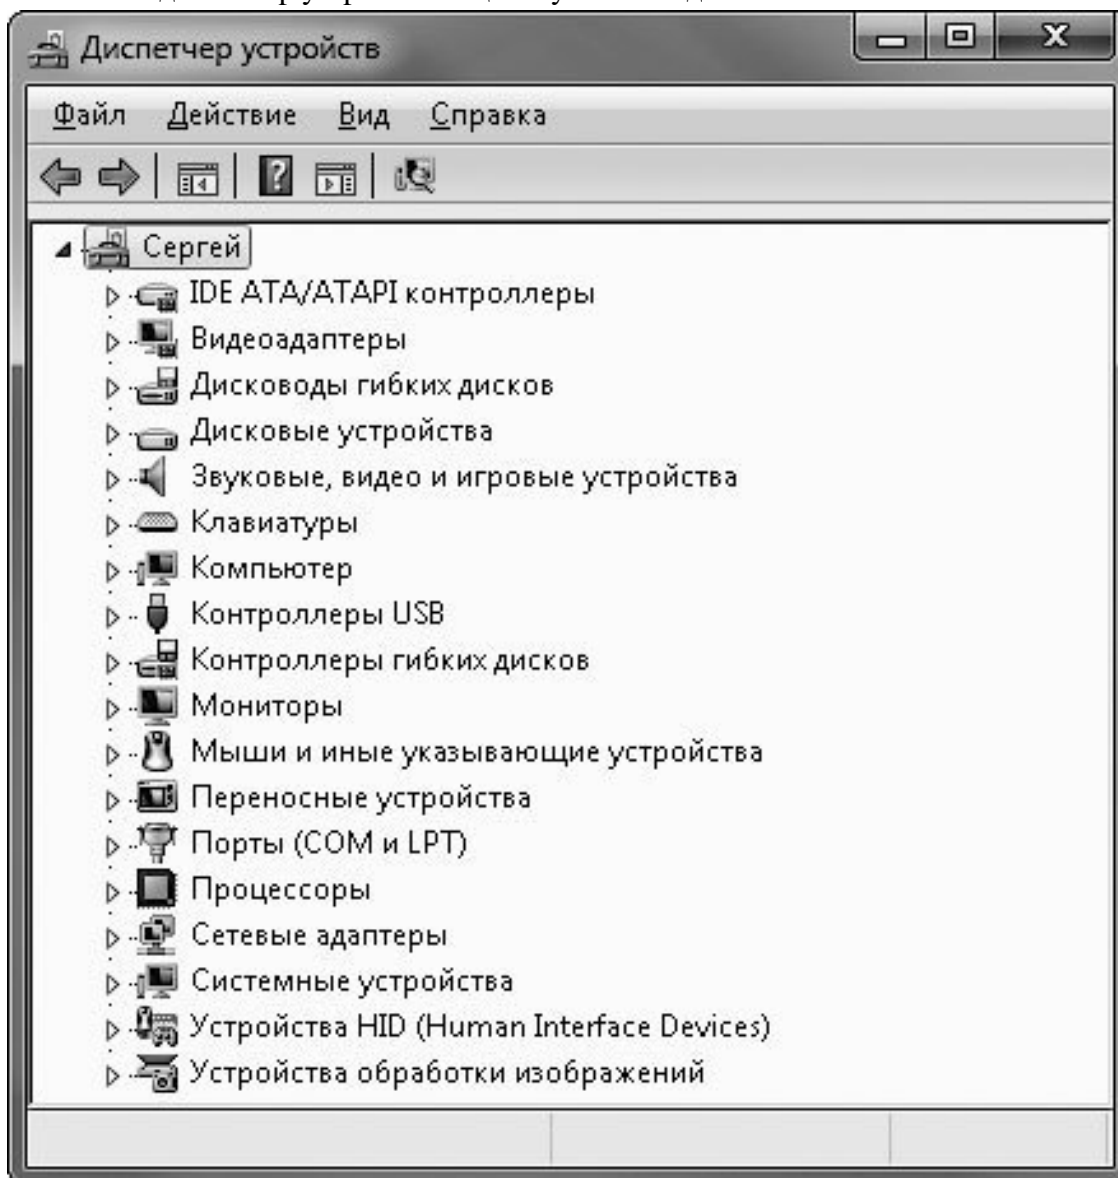 Диспетчер устройств
Файл Действие Вид Справка
Сергей
IDE ATA/ATAPI контроллеры
Видеоадаптеры
Дисководы гибких дисков
Дисковые устройства
Звуковые, видео и игровые устройства
Клавиатуры
Компьютер
Контроллеры USB
Контроллеры гибких дисков
Мониторы
Мыши и иные указывающие устройства
Переносные устройства
Порты (COM и LPT)
Процессоры
Сетевые адаптеры
Системные устройства
Устройства HID (Human Interface Devices)
Устройства обработки изображений